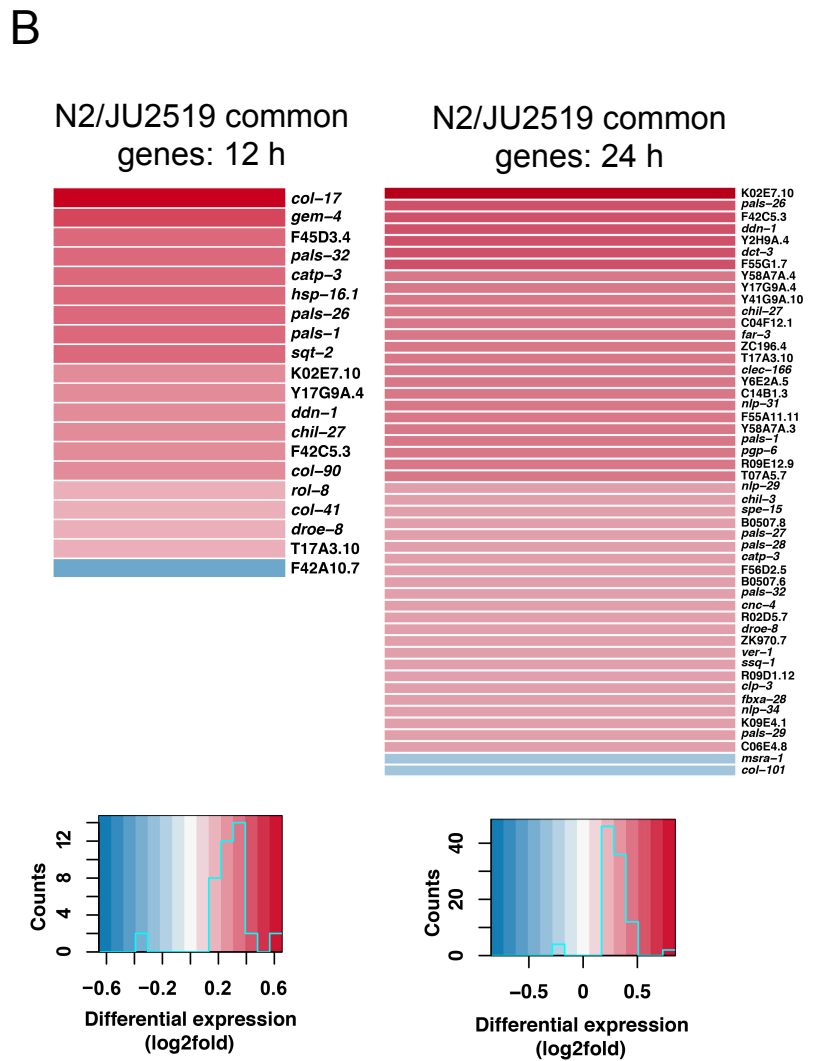 B
N2/JU2519 common
genes: 12 h
col−17
gem−4
F45D3.4
pals−32
catp−3
hsp−16.1
pals−26
pals−1
sqt−2
K02E7.10
Y17G9A.4
ddn−1
chil−27
F42C5.3
col−90
rol−8
col−41
droe−8
T17A3.10
F42A10.7
N2/JU2519 common
genes: 24 h
K02E7.10
pals−26
F42C5.3
ddn−1
Y2H9A.4
dct−3
F55G1.7
Y58A7A.4
Y17G9A.4
Y41G9A.10
chil−27
C04F12.1
far−3
ZC196.4
T17A3.10
clec−166
Y6E2A.5
C14B1.3
nlp−31
F55A11.11
Y58A7A.3
pals−1
pgp−6
R09E12.9
T07A5.7
nlp−29
chil−3
spe−15
B0507.8
pals−27
pals−28
catp−3
F56D2.5
B0507.6
pals−32
cnc−4
R02D5.7
droe-8
ZK970.7
ver−1
ssq−1
R09D1.12
clp−3
fbxa−28
nlp−34
K09E4.1
pals−29
C06E4.8
msra−1
col−101
Counts
12
8
4
0
−0.6 −0.2 0.2 0.6
Differential expression
(log2fold)
Counts
40
20
0
−0.5 0 0.5
Differential expression
(log2fold)